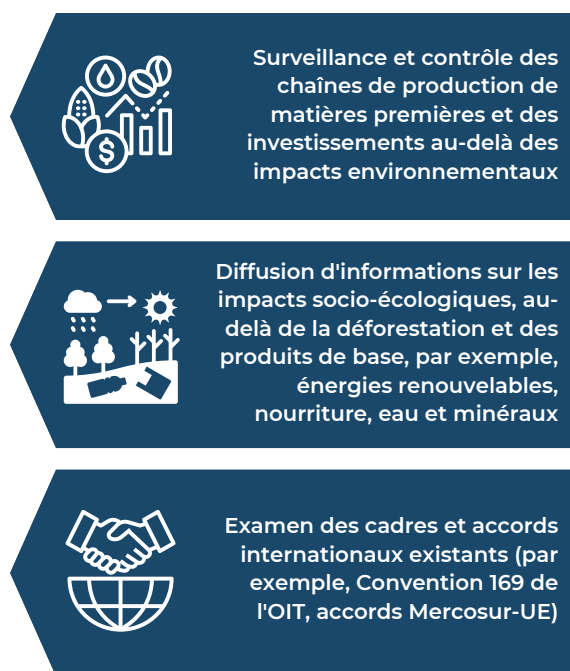 Surveillance et contrôle des
chaînes de production de
matières premières et des
investissements au-delà des
impacts environnementaux
Diffusion d'informations sur les
impacts socio-écologiques, au-
delà de la déforestation et des
produits de base, par exemple,
énergies renouvelables,
nourriture, eau et minéraux
Examen des cadres et accords
internationaux existants (par
exemple, Convention 169 de
l'OIT, accords Mercosur-UE)